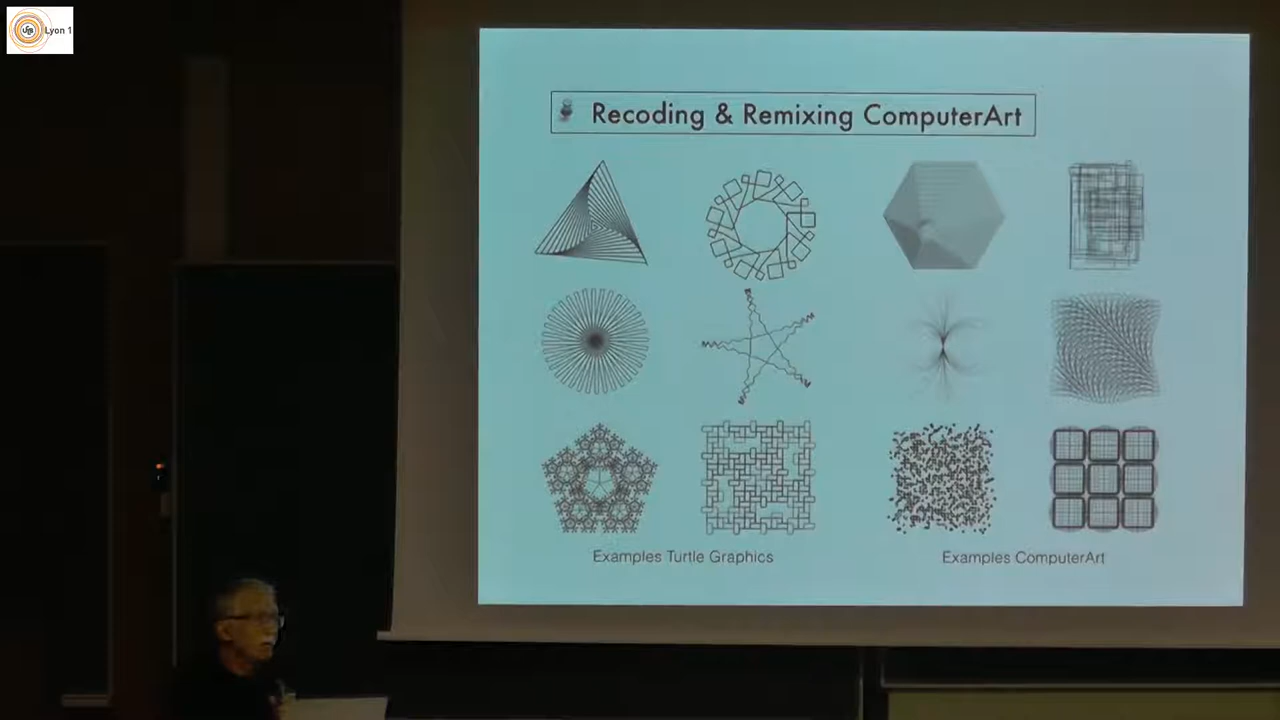 Lyon 1
Recoding & Remixing ComputerArt
Examples Turtle Graphics
Examples ComputerArt